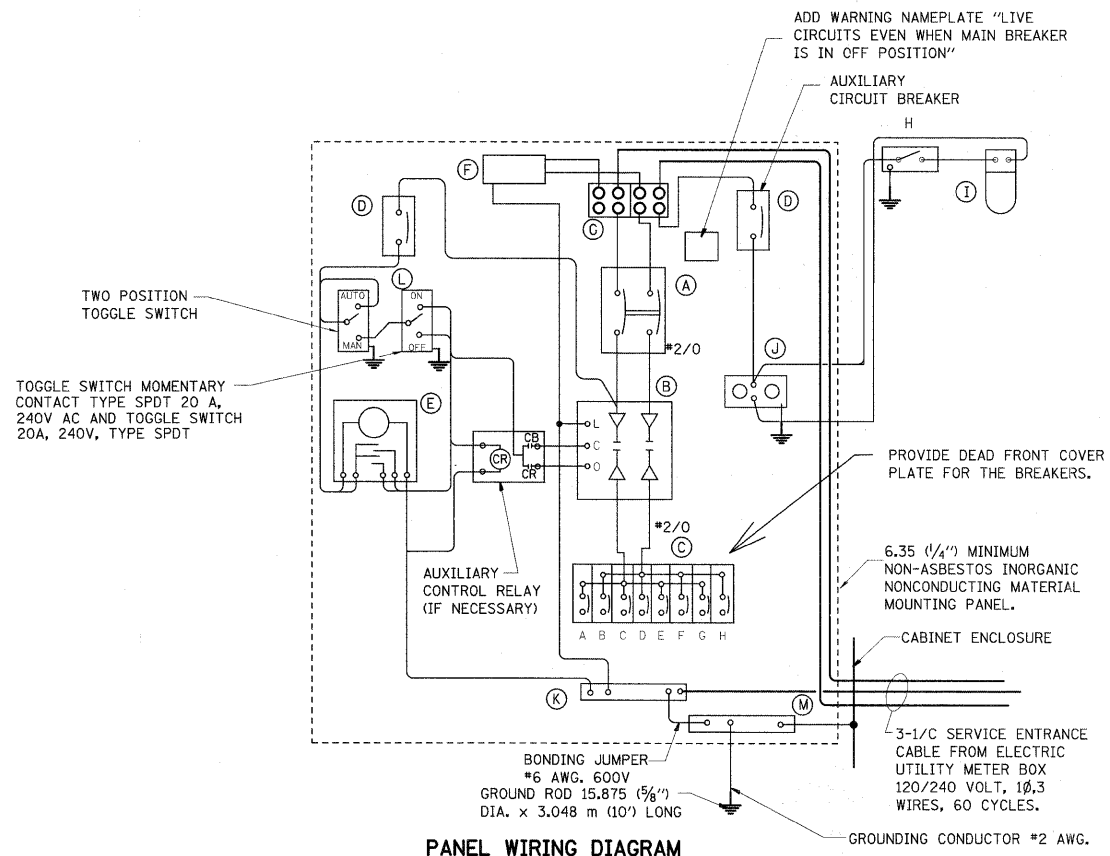 ADD WARNING NAMEPLATE "LIVE
CIRCUITS EVEN WHEN MAIN BREAKER
IS IN OFF POSITION"
AUXILIARY
CIRCUIT BREAKER
H
F
I
D
D
G
A
L
TWO POSITION
TOGGLE SWITCH
AUTO
MAN
ON
OFF
#2/0
J
TOGGLE SWITCH MOMENTARY
CONTACT TYPE SPDT 20 A,
240V AC AND TOGGLE SWITCH
20A, 240V, TYPE SPDT
E
B
L
C
O
CB
CR
CR
PROVIDE DEAD FRONT COVER
PLATE FOR THE BREAKERS.
#2/0
C
AUXILIARY
CONTROL RELAY
(IF NECESSARY)
6.35 (1/4") MINIMUM
NON-ASBESTOS INORGANIC
NONCONDUCTING MATERIAL
MOUNTING PANEL.
A B C D E F G H
CABINET ENCLOSURE
K
M
3-1/C SERVICE ENTRANCE
CABLE FROM ELECTRIC
UTILITY METER BOX
120/240 VOLT, 1Ø,3
WIRES, 60 CYCLES.
BONDING JUMPER
#6 AWG. 600V
GROUND ROD 15.875 (5/8")
DIA. x 3.048 m (10') LONG
GROUNDING CONDUCTOR #2 AWG.
PANEL WIRING DIAGRAM